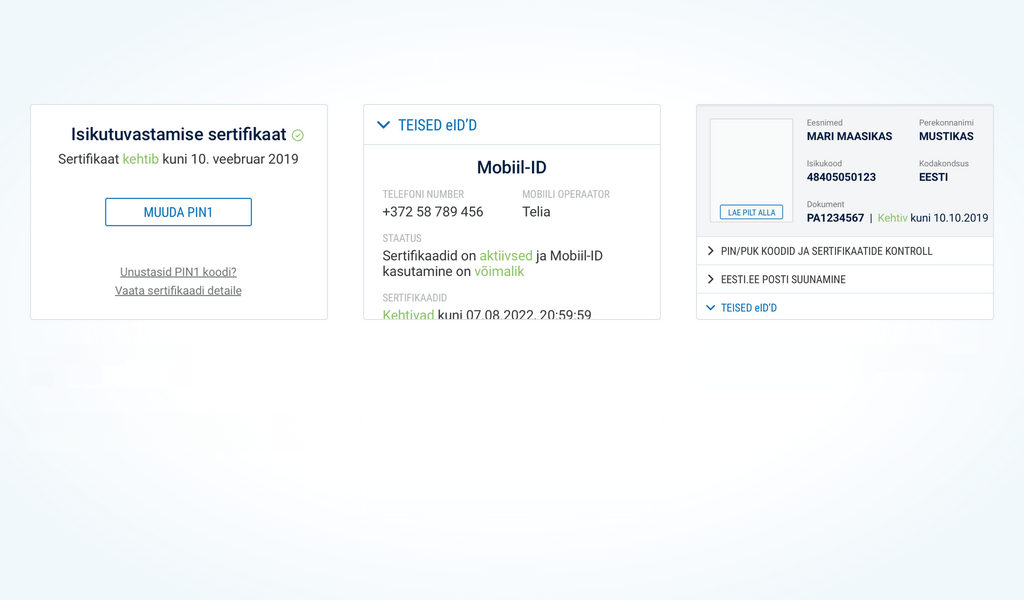 Isikutuvastamise sertifikaat
Sertifikaat kehtib kuni 10. veebruar 2019
MUUDA PIN1
Unustasid PIN1 koodi?
Vaata sertifikaadi detaile
TEISED eID'D
Mobiil-ID
TELEFONI NUMBER MOBIILI OPERAATOR
+372 58 789 456 Telia
STAATUS
Sertifikaadid on aktiivsed ja Mobiil-ID
kasutamine on võimalik
SERTIFIKAADID
Kehtivad kuni 07.08.2022, 20:59:59
Eesnimed Perekonnanimi
MARI MAASIKAS MUSTIKAS
Isikukood Kodakondsus
48405050123 EESTI
Dokument
PA1234567 | Kehtiv kuni 10.10.2019
LAE PILT ALLA
PIN/PUK KOODID JA SERTIFIKAATIDE KONTROLL
EESTI.EE POSTI SUUNAMINE
TEISED eID'D